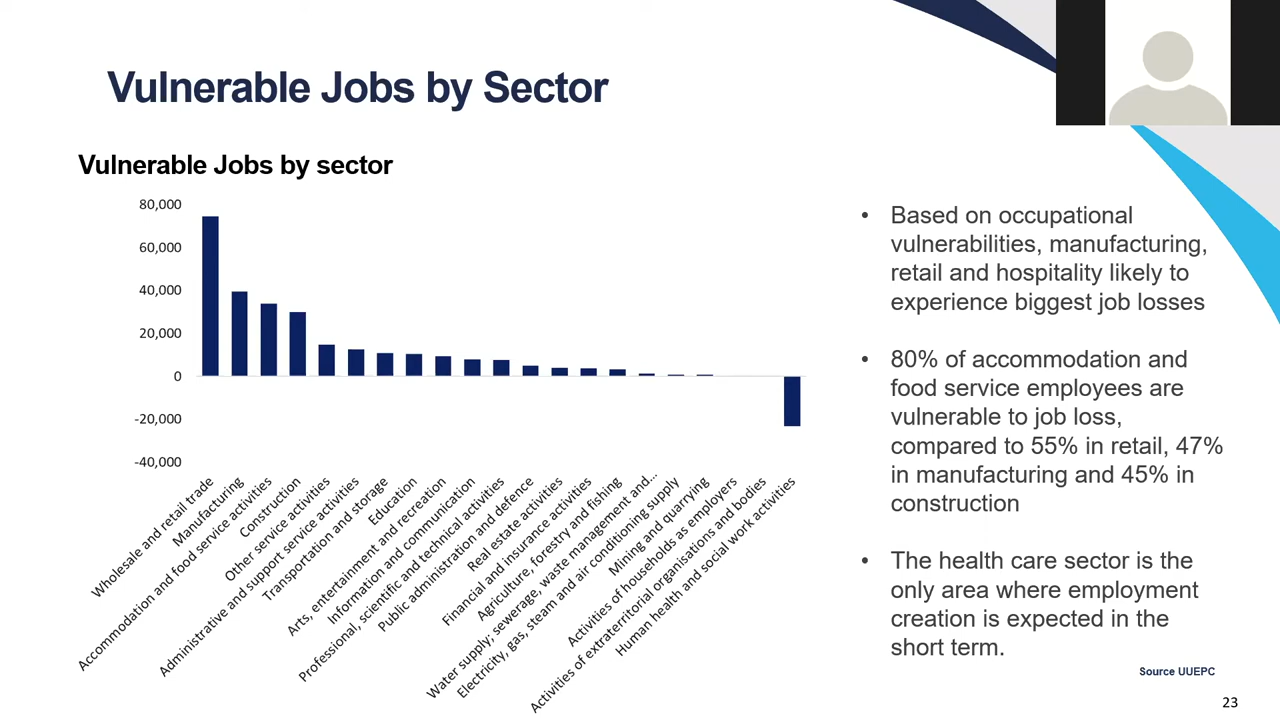 Vulnerable Jobs by Sector
Vulnerable Jobs by sector
80,000
60,000
40,000
20,000
0
-20,000
-40,000
Wholesale and retail trade
Manufacturing
Accommodation and food service activities
Construction
Other service activities
Administrative and support service activities
Transportation and storage
Education
Arts, entertainment and recreation
Information and communication
Professional, scientific and technical activities
Public administration and defence
Real estate activities
Financial and insurance activities
Agriculture, forestry and fishing
Water supply; sewerage, waste management and...
Electricity, gas, steam and air conditioning supply
Mining and quarrying
Activities of households as employers
Activities of extraterritorial organisations and bodies
Human health and social work activities
• Based on occupational
vulnerabilities, manufacturing,
retail and hospitality likely to
experience biggest job losses
• 80% of accommodation and
food service employees are
vulnerable to job loss,
compared to 55% in retail, 47%
in manufacturing and 45% in
construction
• The health care sector is the
only area where employment
creation is expected in the
short term.
Source UUEPC
23